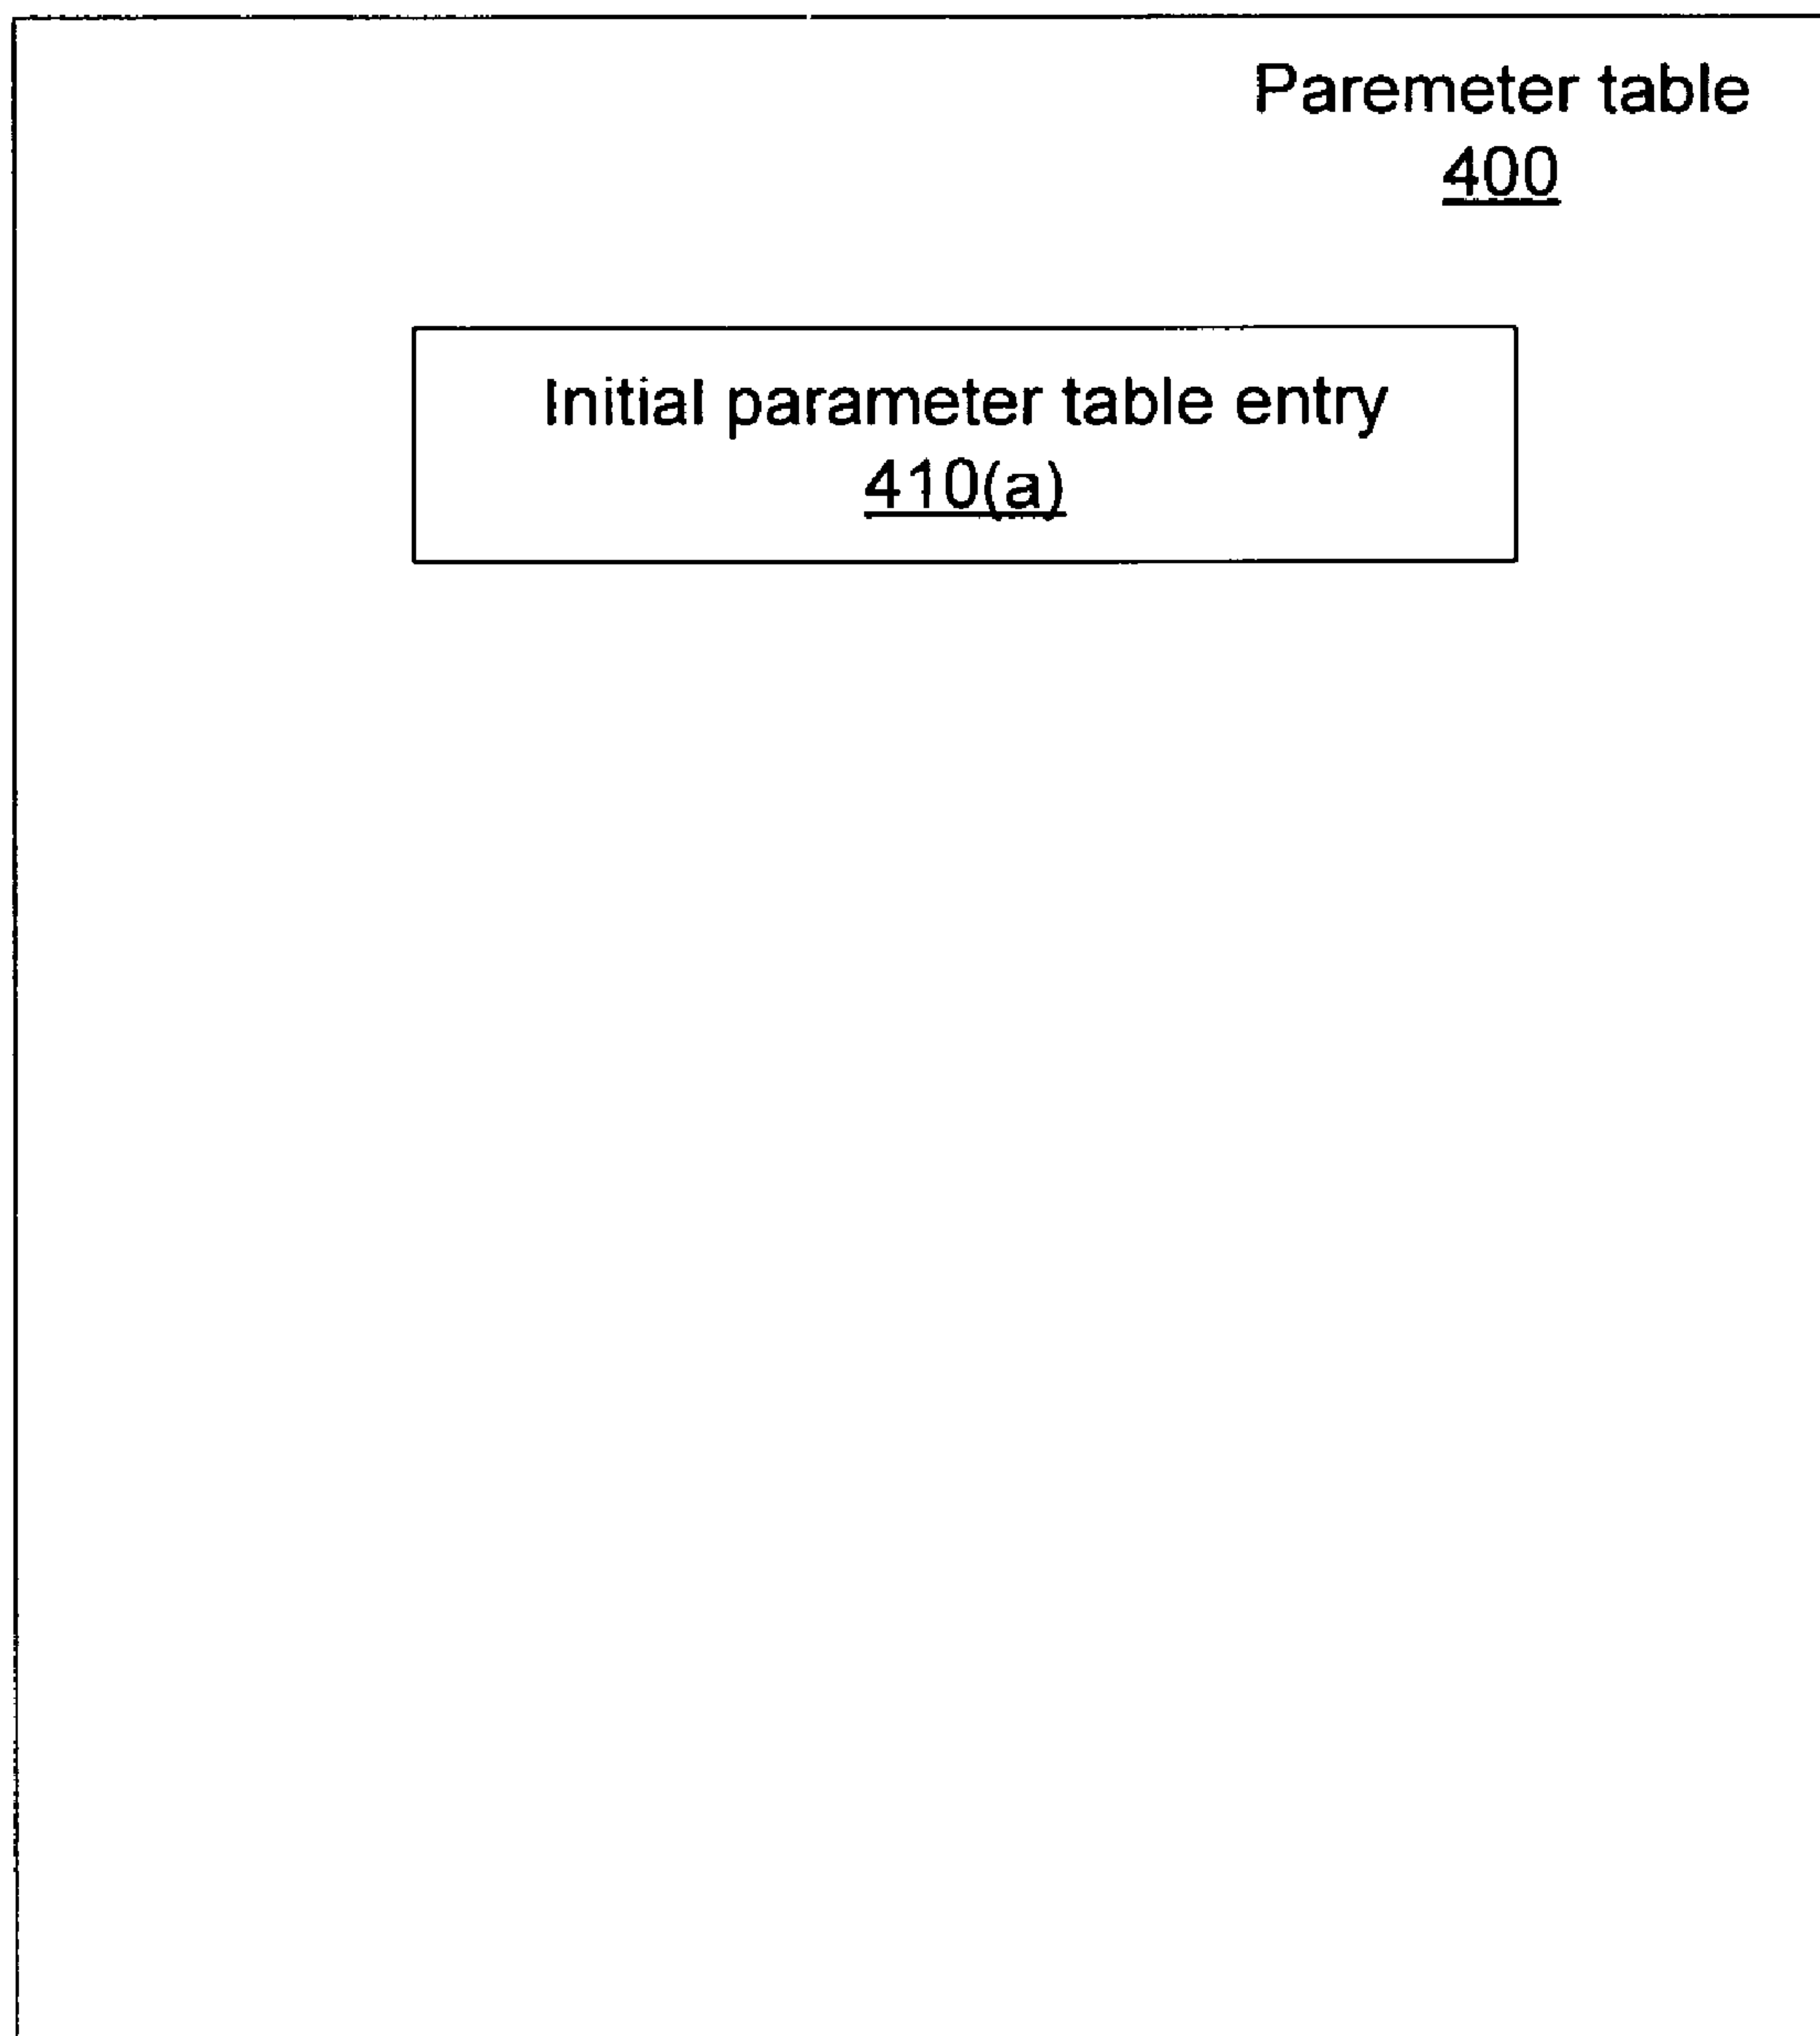 Paremeter table
400
Initial parameter table entry
410(a)